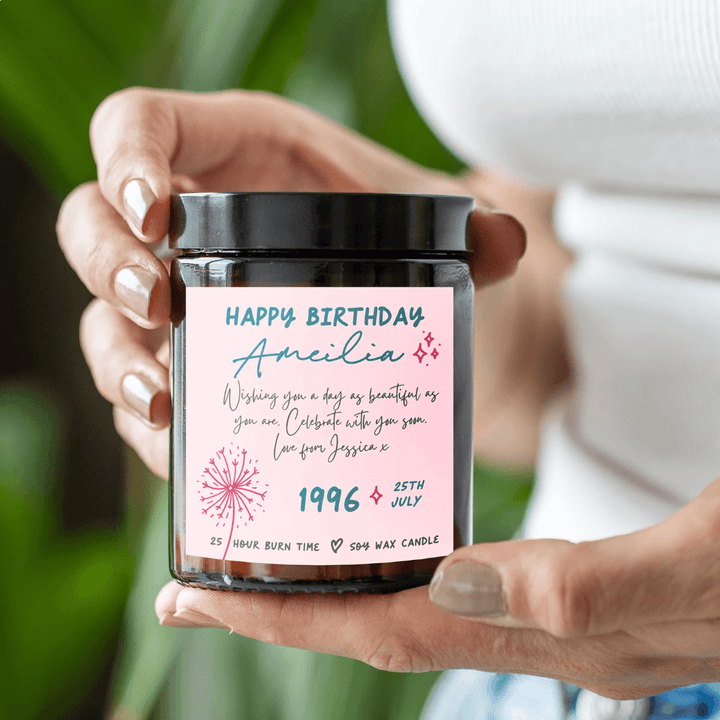 HAPPY BIRTHDAY
Ameilia
Wishing you a day as beautiful as
you are. Celebrate with you soon.
Love from Jessica x
1996
25TH
JULY
25 HOUR BURN TIME SOY WAX CANDLE